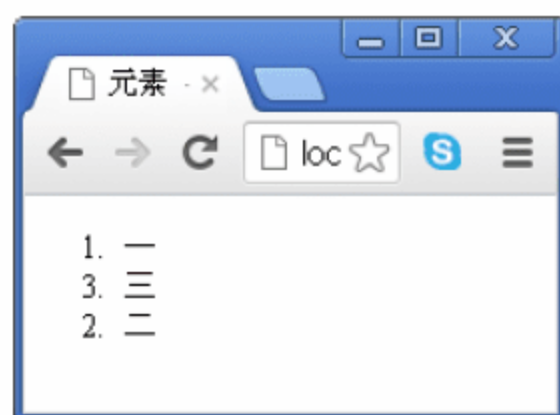 元素 -
loc
1. 一
3. 三
2. 二